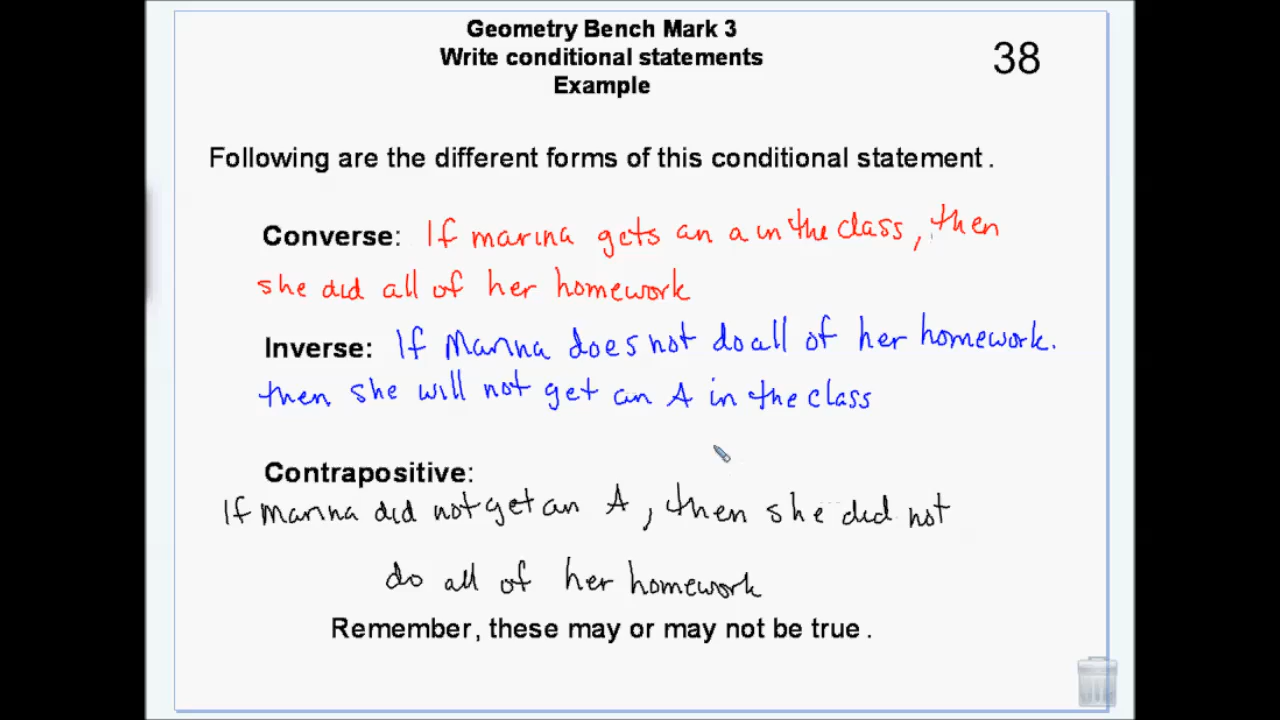 Geometry Bench Mark 3
Write conditional statements
Example
38
Following are the different forms of this conditional statement.
Converse: If marina gets an a in the class, then
she did all of her homework
Inverse: If Marina does not do all of her homework.
then she will not get an A in the class
Contrapositive:
If marina did not get an A, then she did not
do all of her homework
Remember, these may or may not be true.